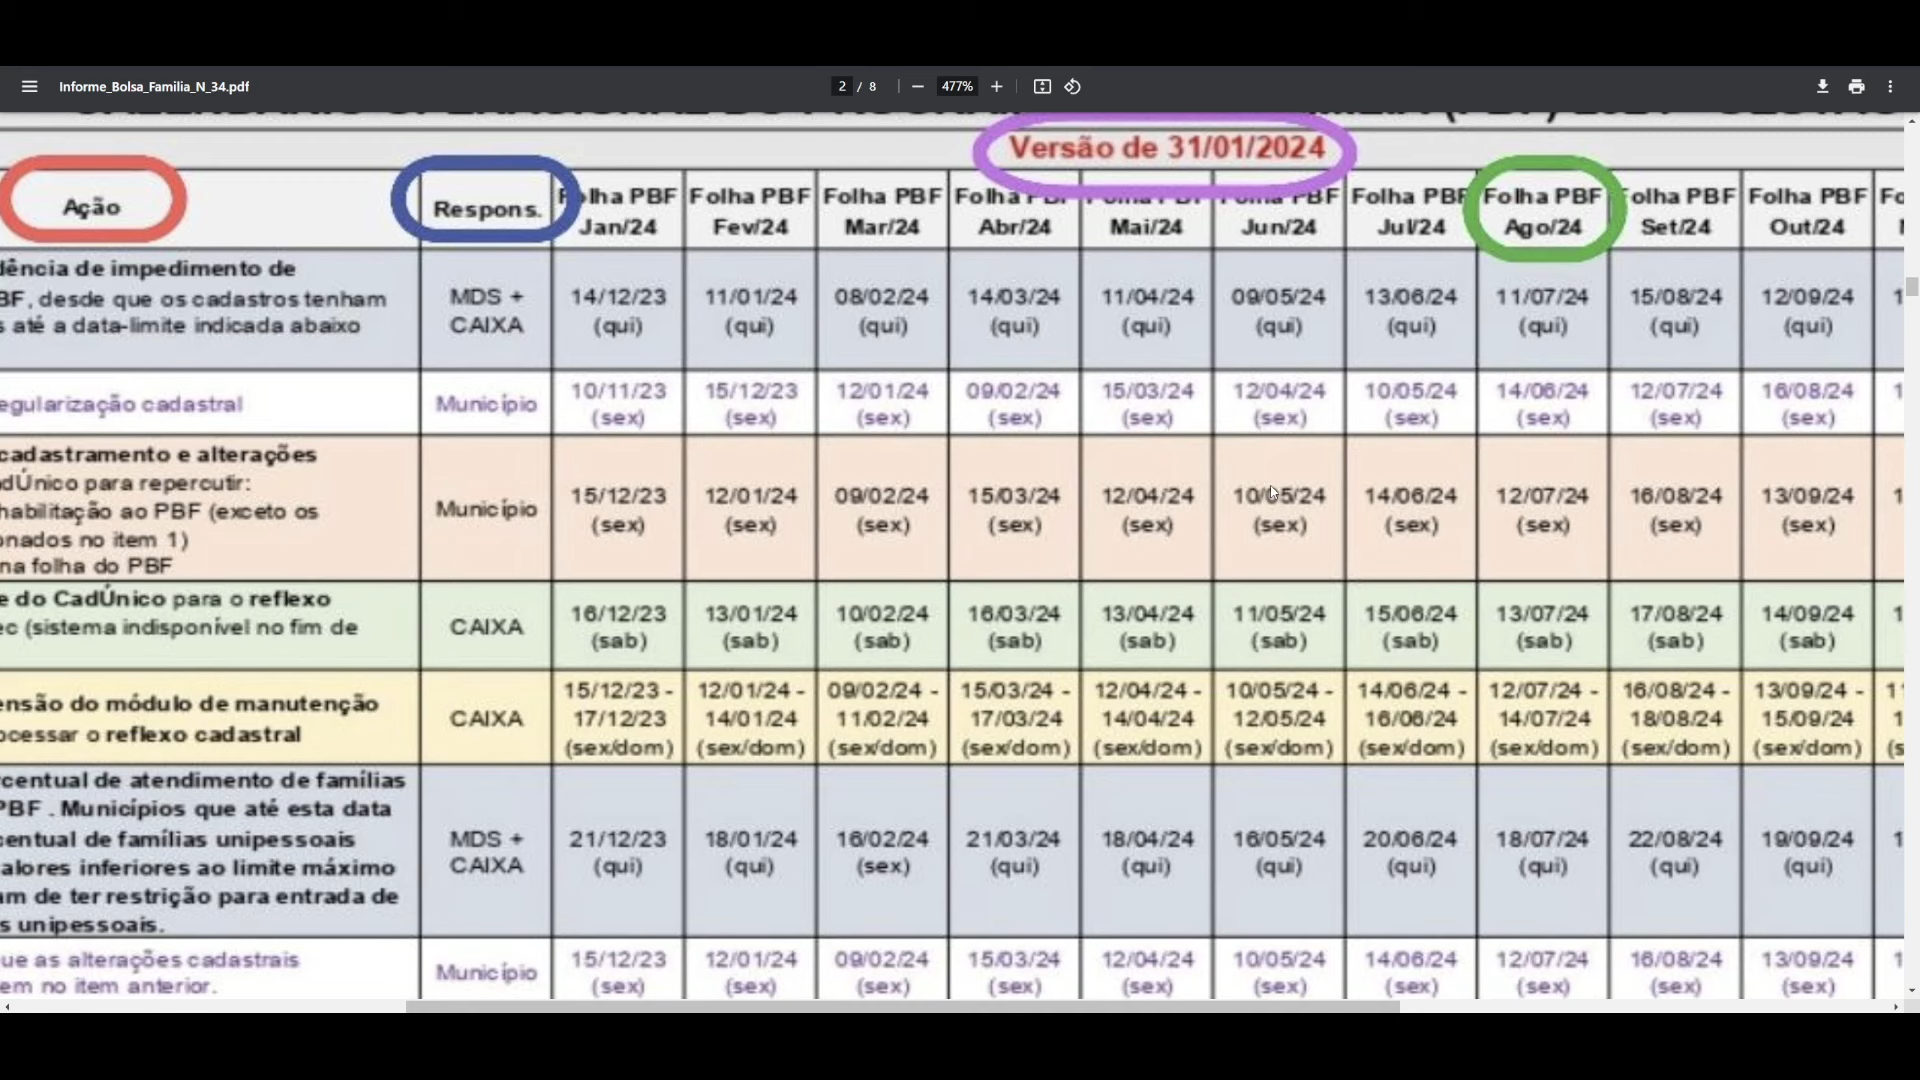 Informe_Bolsa_Familia_N_34.pdf
2 / 8
477%
Versão de 31/01/2024
Ação Respons. Folha PBF Folha PBF Folha PBF Folha PBF Folha PBF Folha PBF Folha PBF Folha PBF
Jan/24 Fev/24 Mar/24 Abr/24 Mai/24 Jun/24 Jul/24 Ago/24 Set/24 Out/24
dência de impedimento de
BF, desde que os cadastros tenham
s até a data-limite indicada abaixo
MDS + CAIXA
14/12/23 11/01/24 08/02/24 14/03/24 11/04/24 09/05/24 13/06/24 11/07/24 15/08/24 12/09/24
(qui) (qui) (qui) (qui) (qui) (qui) (qui) (qui) (qui) (qui)
egularização cadastral
Município
10/11/23 15/12/23 12/01/24 09/02/24 15/03/24 12/04/24 10/05/24 14/06/24 12/07/24 16/08/24
(sex) (sex) (sex) (sex) (sex) (sex) (sex) (sex) (sex) (sex)
cadastramento e alterações
dÚnico para repercutir:
habilitação ao PBF (exceto os
onados no item 1)
na folha do PBF
Município
15/12/23 12/01/24 09/02/24 15/03/24 12/04/24 10/05/24 14/06/24 12/07/24 16/08/24 13/09/24
(sex) (sex) (sex) (sex) (sex) (sex) (sex) (sex) (sex) (sex)
e do CadÚnico para o reflexo
ec (sistema indisponível no fim de
CAIXA
16/12/23 13/01/24 10/02/24 16/03/24 13/04/24 11/05/24 15/06/24 13/07/24 17/08/24 14/09/24
(sab) (sab) (sab) (sab) (sab) (sab) (sab) (sab) (sab) (sab)
ensão do módulo de manutenção
ocessar o reflexo cadastral
CAIXA
15/12/23 - 12/01/24 - 09/02/24 - 15/03/24 - 12/04/24 - 10/05/24 - 14/06/24 - 12/07/24 - 16/08/24 - 13/09/24 -
17/12/23 14/01/24 11/02/24 17/03/24 14/04/24 12/05/24 16/06/24 14/07/24 18/08/24 15/09/24
(sex/dom) (sex/dom) (sex/dom) (sex/dom) (sex/dom) (sex/dom) (sex/dom) (sex/dom) (sex/dom) (sex/dom)
rcentual de atendimento de famílias
PBF . Municípios que até esta data
centual de famílias unipessoais
alores inferiores ao limite máximo
am de ter restrição para entrada de
s unipessoais.
MDS + CAIXA
21/12/23 18/01/24 16/02/24 21/03/24 18/04/24 16/05/24 20/06/24 18/07/24 22/08/24 19/09/24
(qui) (qui) (sex) (qui) (qui) (qui) (qui) (qui) (qui) (qui)
ue as alterações cadastrais
em no item anterior.
Município
15/12/23 12/01/24 09/02/24 15/03/24 12/04/24 10/05/24 14/06/24 12/07/24 16/08/24 13/09/24
(sex) (sex) (sex) (sex) (sex) (sex) (sex) (sex) (sex) (sex)